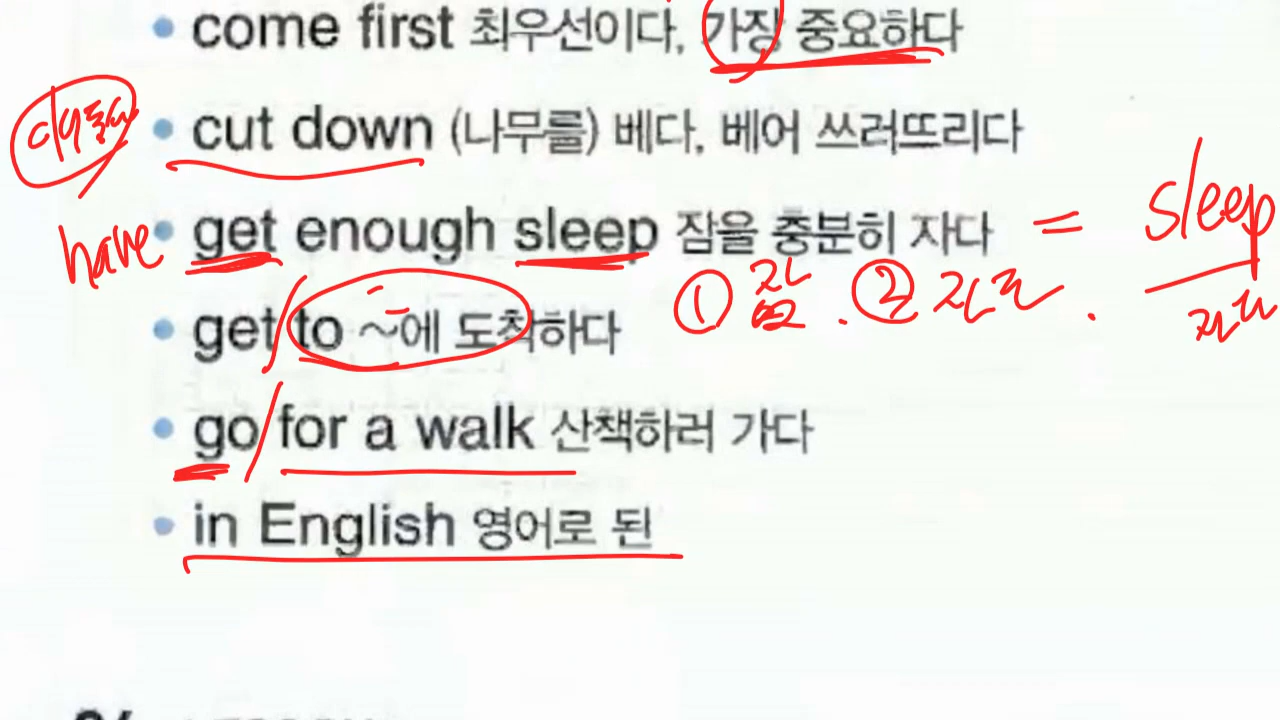 • come first 최우선이다, 가장 중요하다
• cut down (나무를) 베다, 베어 쓰러뜨리다
have • get enough sleep 잠을 충분히 자다 = sleep
① ② 
• get to ~에 도착하다
• go for a walk 산책하러 가다
• in English 영어로 된